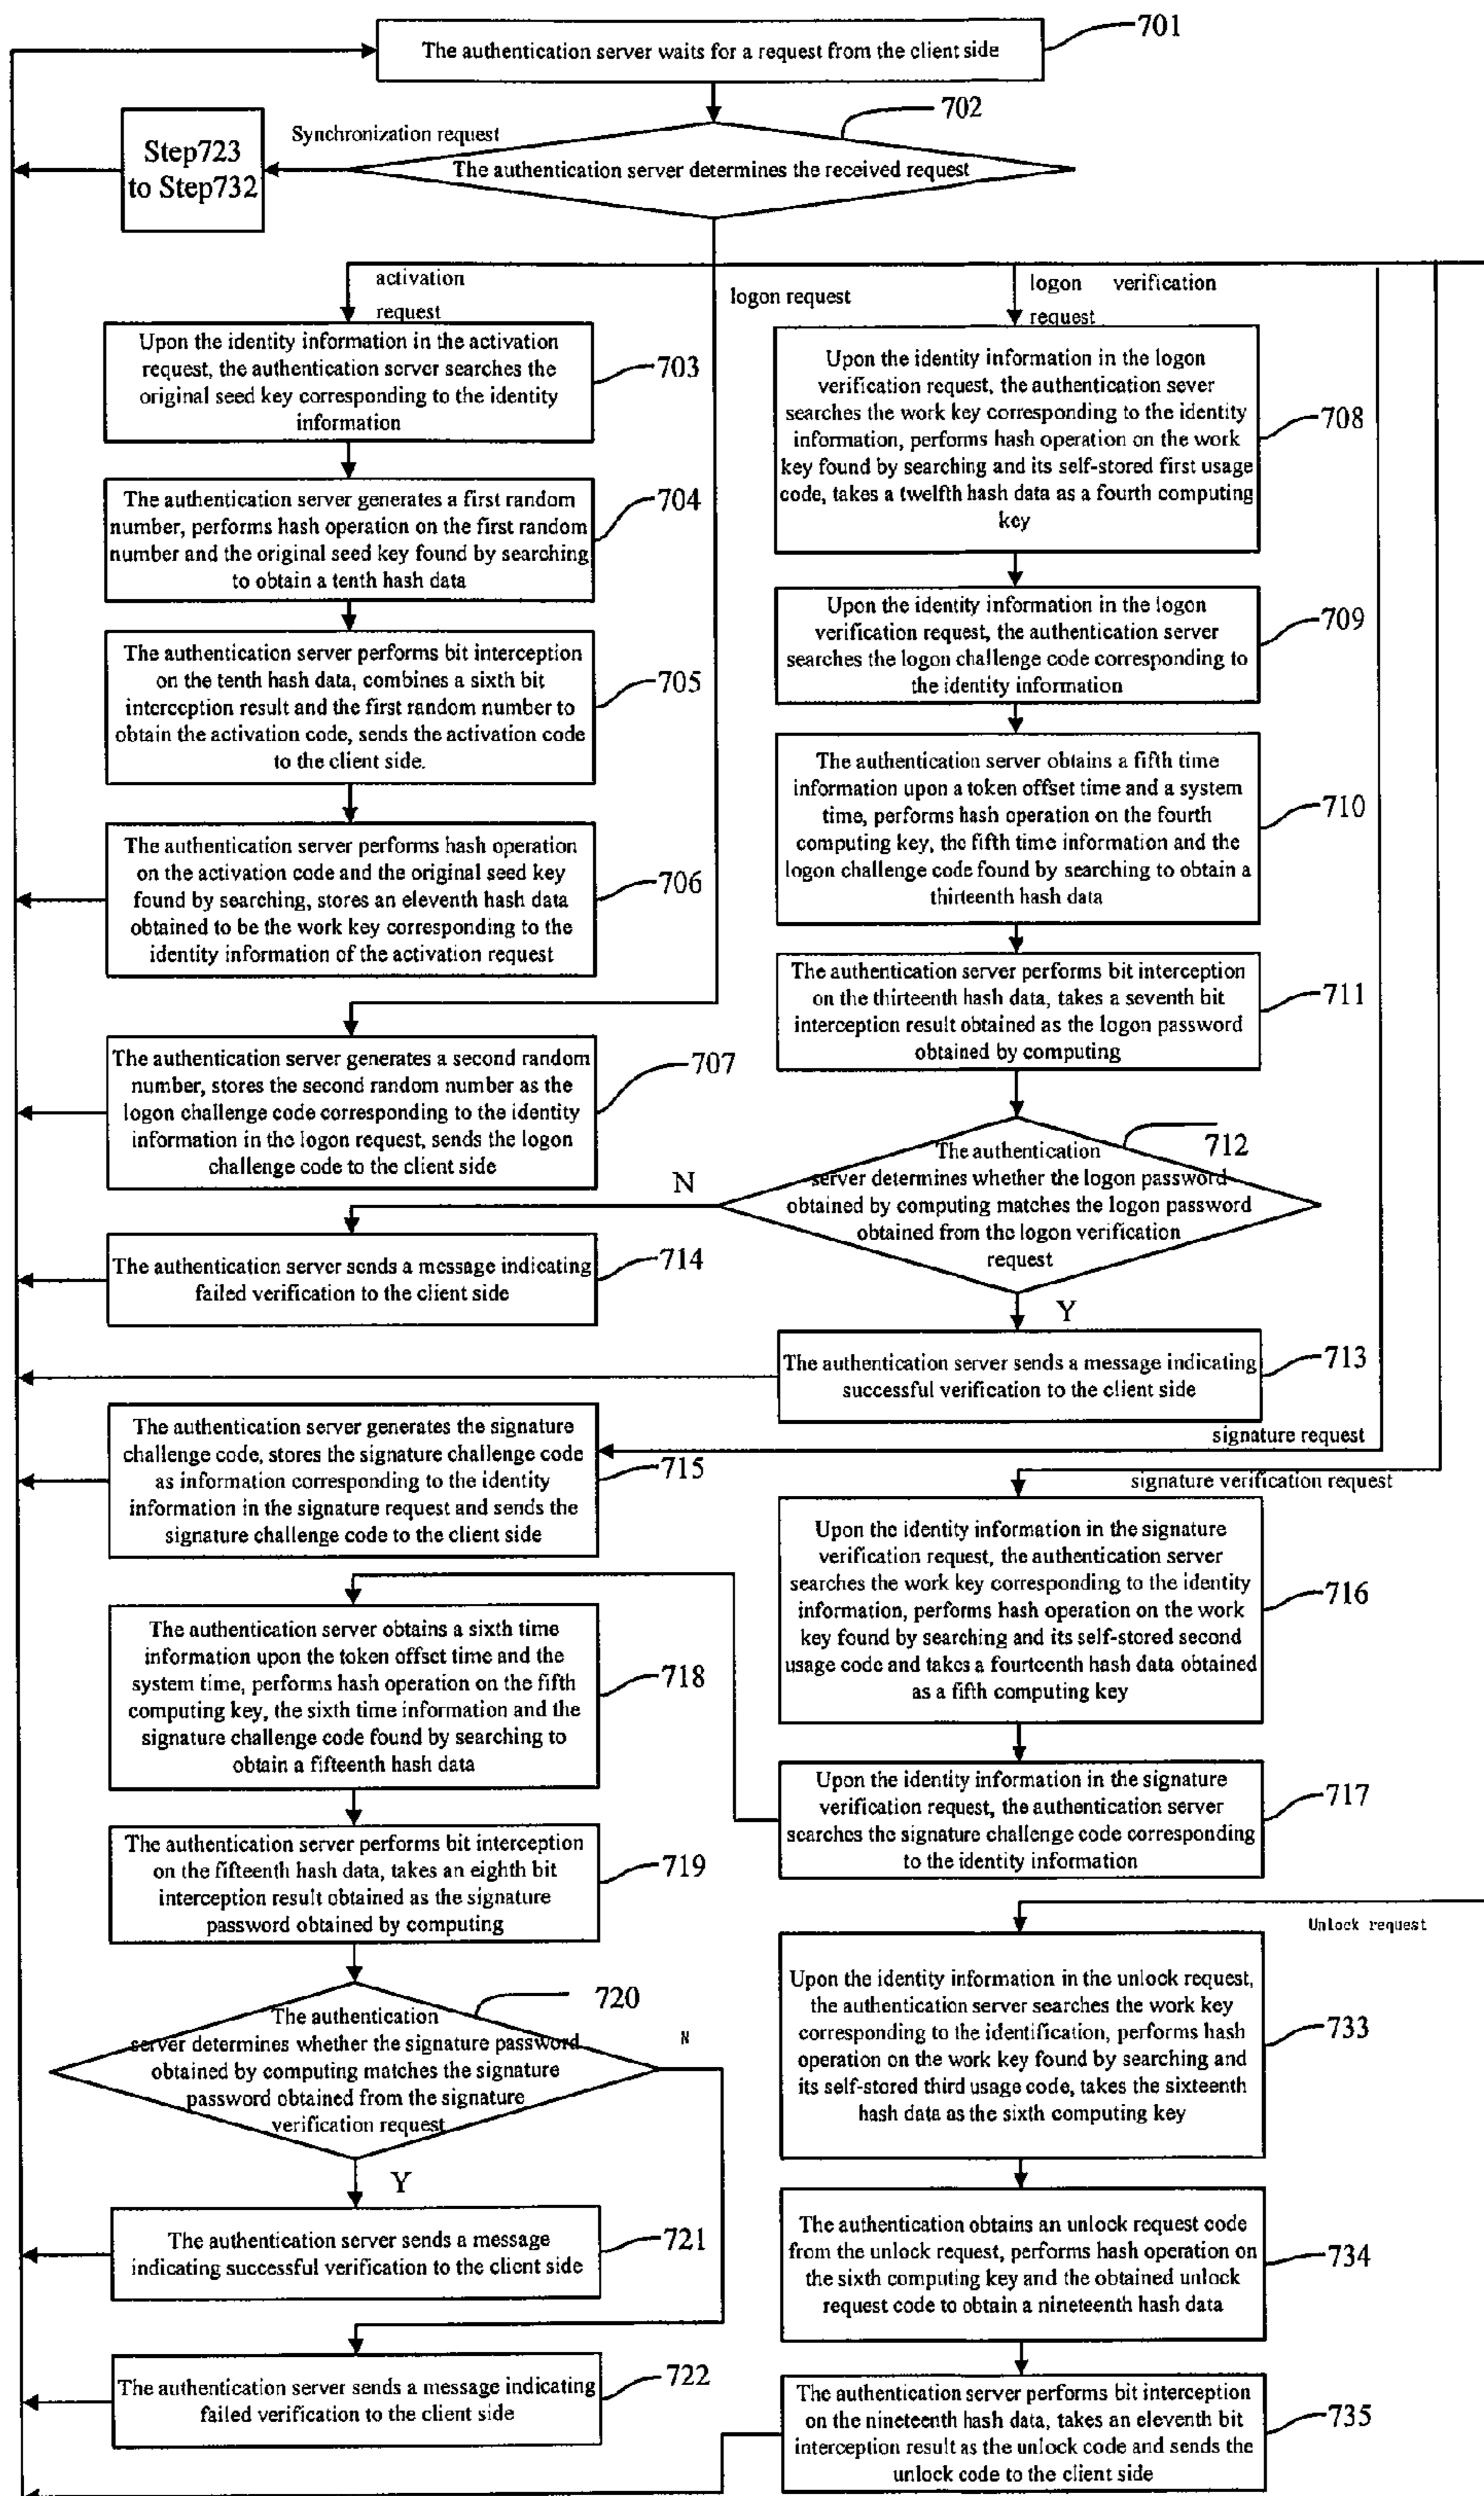 701
The authentication server waits for a request from the client side
702
Synchronization request
Step723
to Step732
The authentication server determines the received request
activation
request
logon request
logon verification
request
Upon the identity information in the activation
request, the authentication server searches the
original seed key corresponding to the identity
information
703
The authentication server generates a first random
number, performs hash operation on the first random
number and the original seed key found by searching
to obtain a tenth hash data
704
The authentication server performs bit interception
on the tenth hash data, combines a sixth bit
interception result and the first random number to
obtain the activation code, sends the activation code
to the client side.
705
The authentication server performs hash operation
on the activation code and the original seed key
found by searching, stores an eleventh hash data
obtained to be the work key corresponding to the
identity information of the activation request
706
The authentication server generates a second random
number, stores the second random number as the
logon challenge code corresponding to the identity
information in the logon request, sends the logon
challenge code to the client side
707
Upon the identity information in the logon
verification request, the authentication sever
searches the work key corresponding to the identity
information, performs hash operation on the work
key found by searching and its self-stored first usage
code, takes a twelfth hash data as a fourth computing
key
708
Upon the identity information in the logon
verification request, the authentication server
searches the logon challenge code corresponding to
the identity information
709
The authentication server obtains a fifth time
information upon a token offset time and a system
time, performs hash operation on the fourth
computing key, the fifth time information and the
logon challenge code found by searching to obtain a
thirteenth hash data
710
The authentication server performs bit interception
on the thirteenth hash data, takes a seventh bit
interception result obtained as the logon password
obtained by computing
711
The authentication
server determines whether the logon password
obtained by computing matches the logon password
obtained from the logon verification
request
712
N
Y
The authentication server sends a message indicating
failed verification to the client side
714
The authentication server sends a message indicating
successful verification to the client side
713
signature request
The authentication server generates the signature
challenge code, stores the signature challenge code
as information corresponding to the identity
information in the signature request and sends the
signature challenge code to the client side
715
signature verification request
Upon the identity information in the signature
verification request, the authentication server
searches the work key corresponding to the identity
information, performs hash operation on the work
key found by searching and its self-stored second
usage code and takes a fourteenth hash data obtained
as a fifth computing key
716
Upon the identity information in the signature
verification request, the authentication server
searches the signature challenge code corresponding
to the identity information
717
The authentication server obtains a sixth time
information upon the token offset time and the
system time, performs hash operation on the fifth
computing key, the sixth time information and the
signature challenge code found by searching to
obtain a fifteenth hash data
718
The authentication server performs bit interception
on the fifteenth hash data, takes an eighth bit
interception result obtained as the signature
password obtained by computing
719
The authentication
server determines whether the signature password
obtained by computing matches the signature
password obtained from the signature
verification request
720
N
Y
The authentication server sends a message
indicating successful verification to the client side
721
The authentication server sends a message indicating
failed verification to the client side
722
Unlock request
Upon the identity information in the unlock request,
the authentication server searches the work key
corresponding to the identification, performs hash
operation on the work key found by searching and
its self-stored third usage code, takes the sixteenth
hash data as the sixth computing key
733
The authentication obtains an unlock request code
from the unlock request, performs hash operation on
the sixth computing key and the obtained unlock
request code to obtain a nineteenth hash data
734
The authentication server performs bit interception
on the nineteenth hash data, takes an eleventh bit
interception result as the unlock code and sends the
unlock code to the client side
735